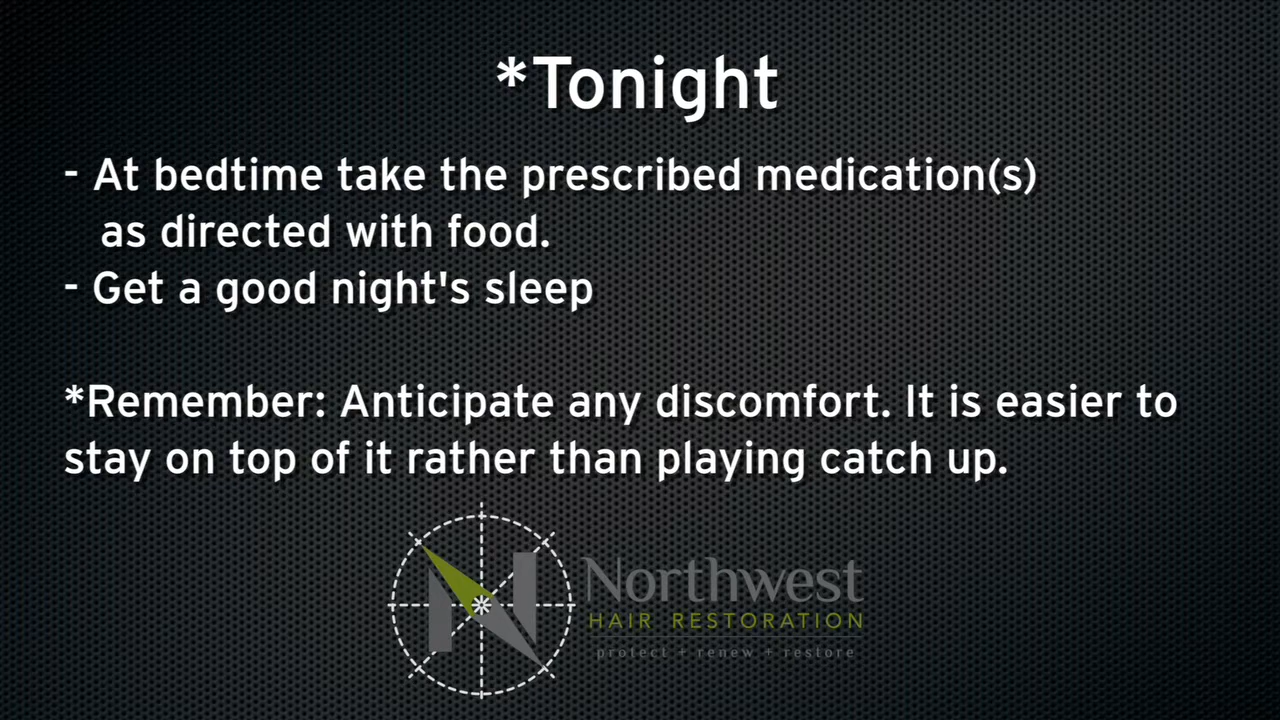 *Tonight
- At bedtime take the prescribed medication(s)
as directed with food.
- Get a good night's sleep
*Remember: Anticipate any discomfort. It is easier to
stay on top of it rather than playing catch up.
Northwest
HAIR RESTORATION
protect + renew + restore